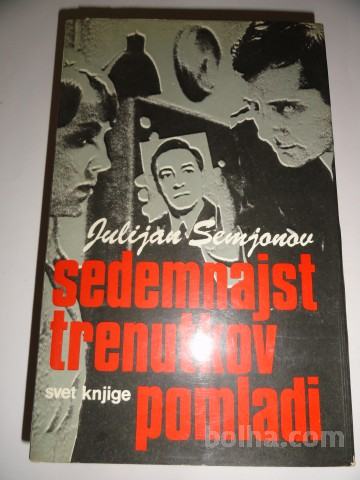 Julijan Semjonov
sedemnajst
trenutkov
svet knjige
pomladi
bolha.com